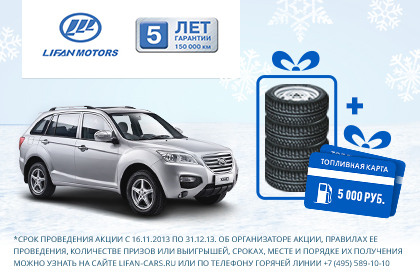 LIFAN MOTORS
5 ЛЕТ
ГАРАНТИИ
150 000 КМ
+
ТОПЛИВНАЯ КАРТА
5 000 РУБ.
*СРОК ПРОВЕДЕНИЯ АКЦИИ С 16.11.2013 ПО 31.12.13. ОБ ОРГАНИЗАТОРЕ АКЦИИ, ПРАВИЛАХ ЕЕ
ПРОВЕДЕНИЯ, КОЛИЧЕСТВЕ ПРИЗОВ ИЛИ ВЫИГРЫШЕЙ, СРОКАХ, МЕСТЕ И ПОРЯДКЕ ИХ ПОЛУЧЕНИЯ
МОЖНО УЗНАТЬ НА САЙТЕ LIFAN-CARS.RU ИЛИ ПО ТЕЛЕФОНУ ГОРЯЧЕЙ ЛИНИИ +7 (495) 589-10-10